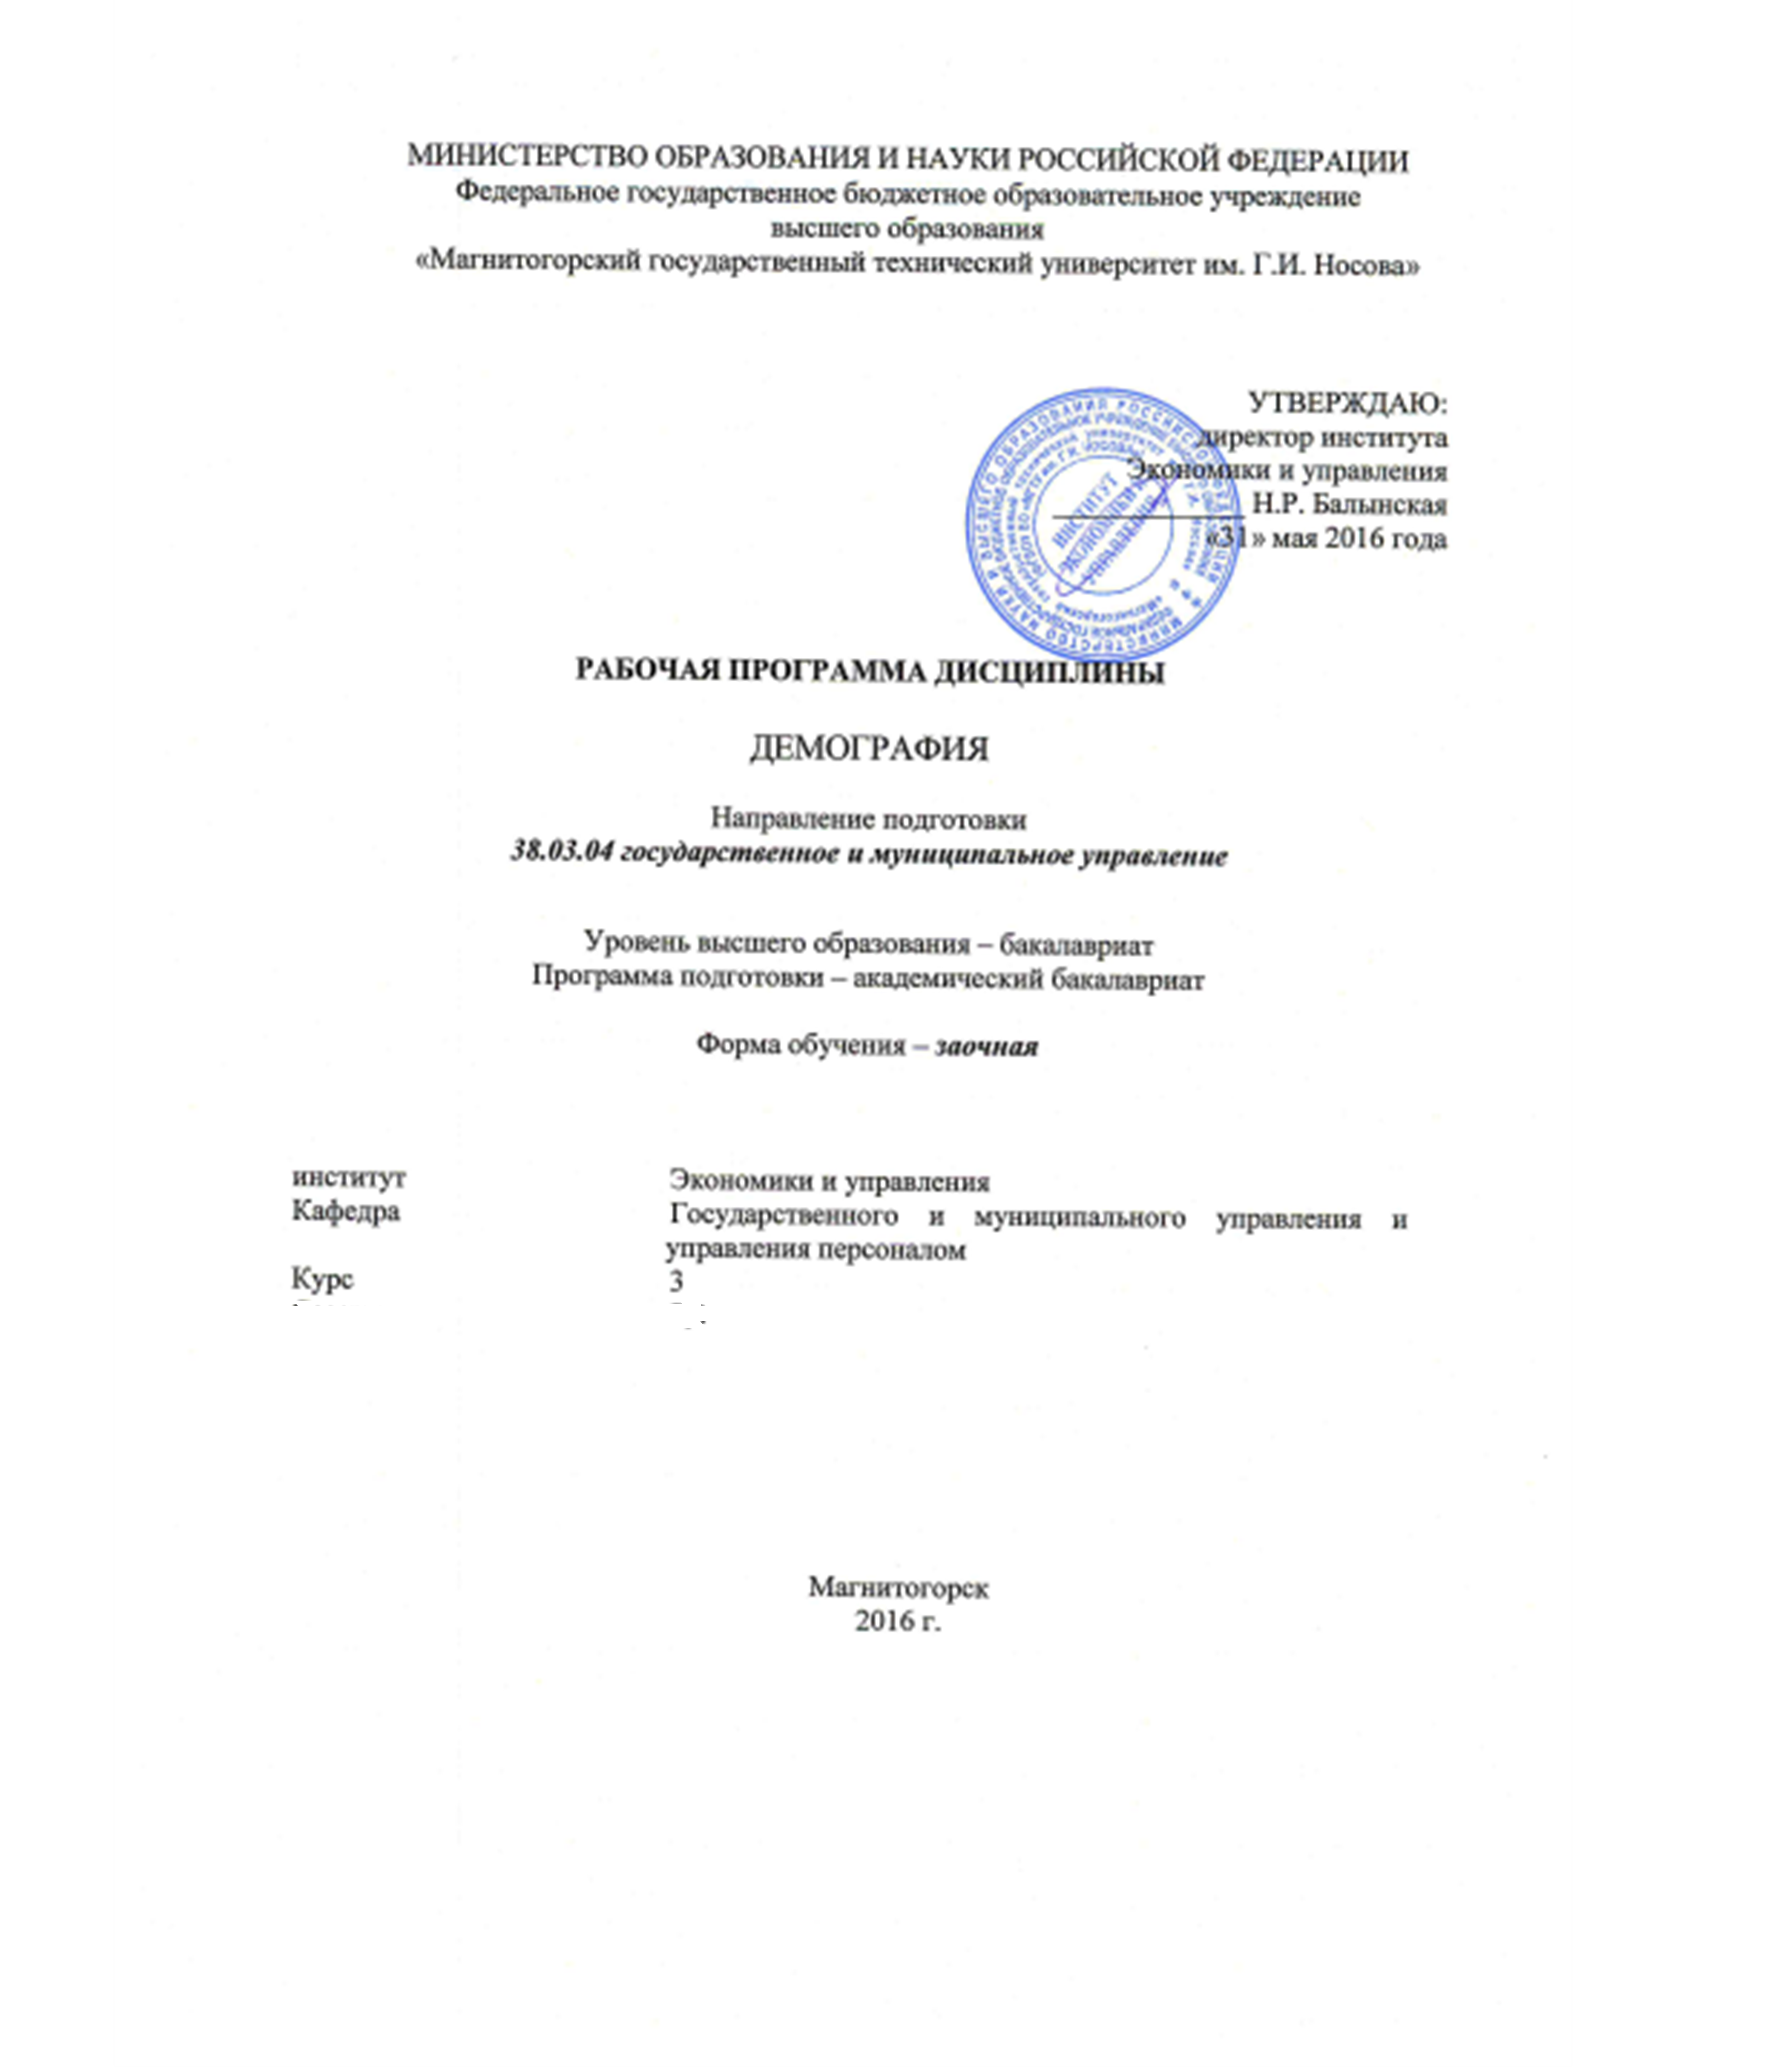 МИНИСТЕРСТВО ОБРАЗОВАНИЯ И НАУКИ РОССИЙСКОЙ ФЕДЕРАЦИИ
Федеральное государственное бюджетное образовательное учреждение
высшего образования
«Магнитогорский государственный технический университет им. Г.И. Носова»
УТВЕРЖДАЮ:
директор института
Экономики и управления
Н.Р. Балынская
«31» мая 2016 года
ИНСТИТУТ
ЭКОНОМИКИ И
УПРАВЛЕНИЯ
РАБОЧАЯ ПРОГРАММА ДИСЦИПЛИНЫ
ДЕМОГРАФИЯ
Направление подготовки
38.03.04 государственное и муниципальное управление
Уровень высшего образования – бакалавриат
Программа подготовки – академический бакалавриат
Форма обучения – заочная
институт Экономики и управления
Кафедра Государственного и муниципального управления и
управления персоналом
Курс 3
Магнитогорск
2016 г.